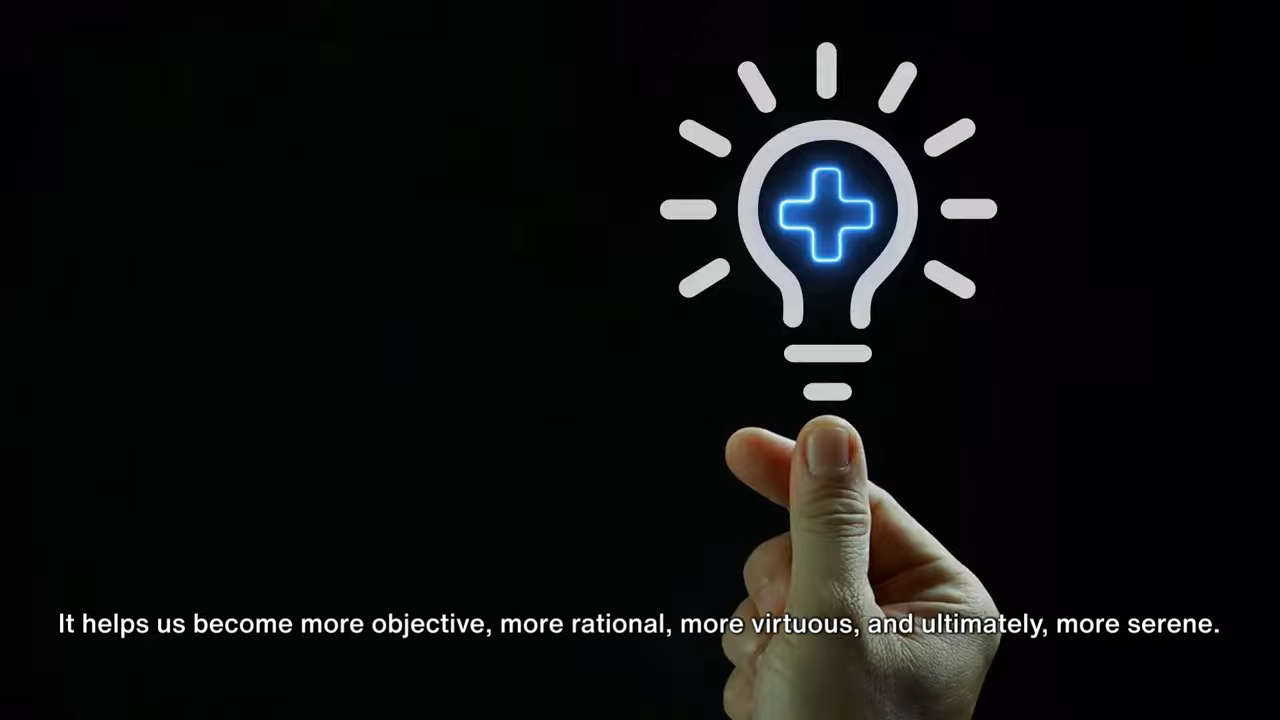 It helps us become more objective, more rational, more virtuous, and ultimately, more serene.